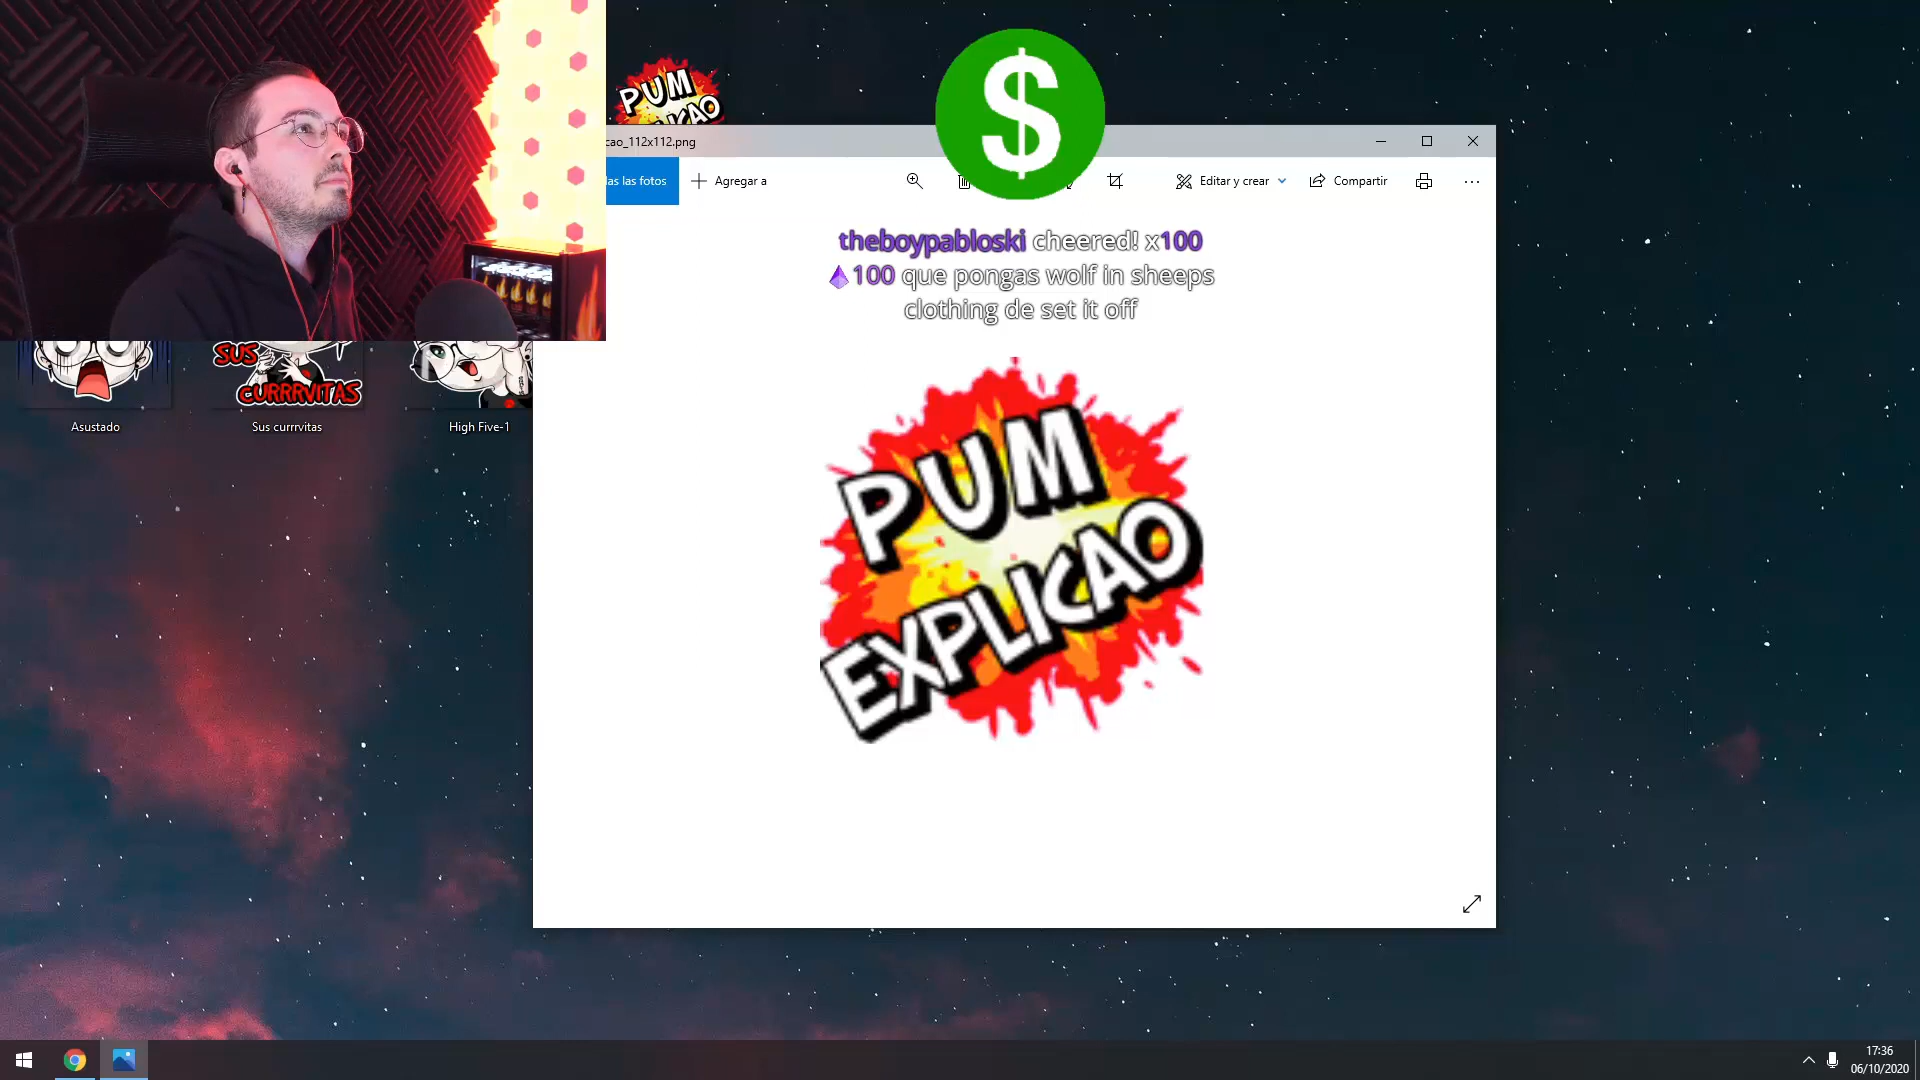 PUM
CAO
cao_112x112.png
las las fotos
Agregar a
Editar y crear
Compartir
theboypabloski cheered! x100
100 que pongas wolf in sheeps
clothing de set it off
SUS
CURRRVITAS
Asustado
Sus currrvitas
High Five-1
PUM
EXPLICAO
17:36
06/10/2020